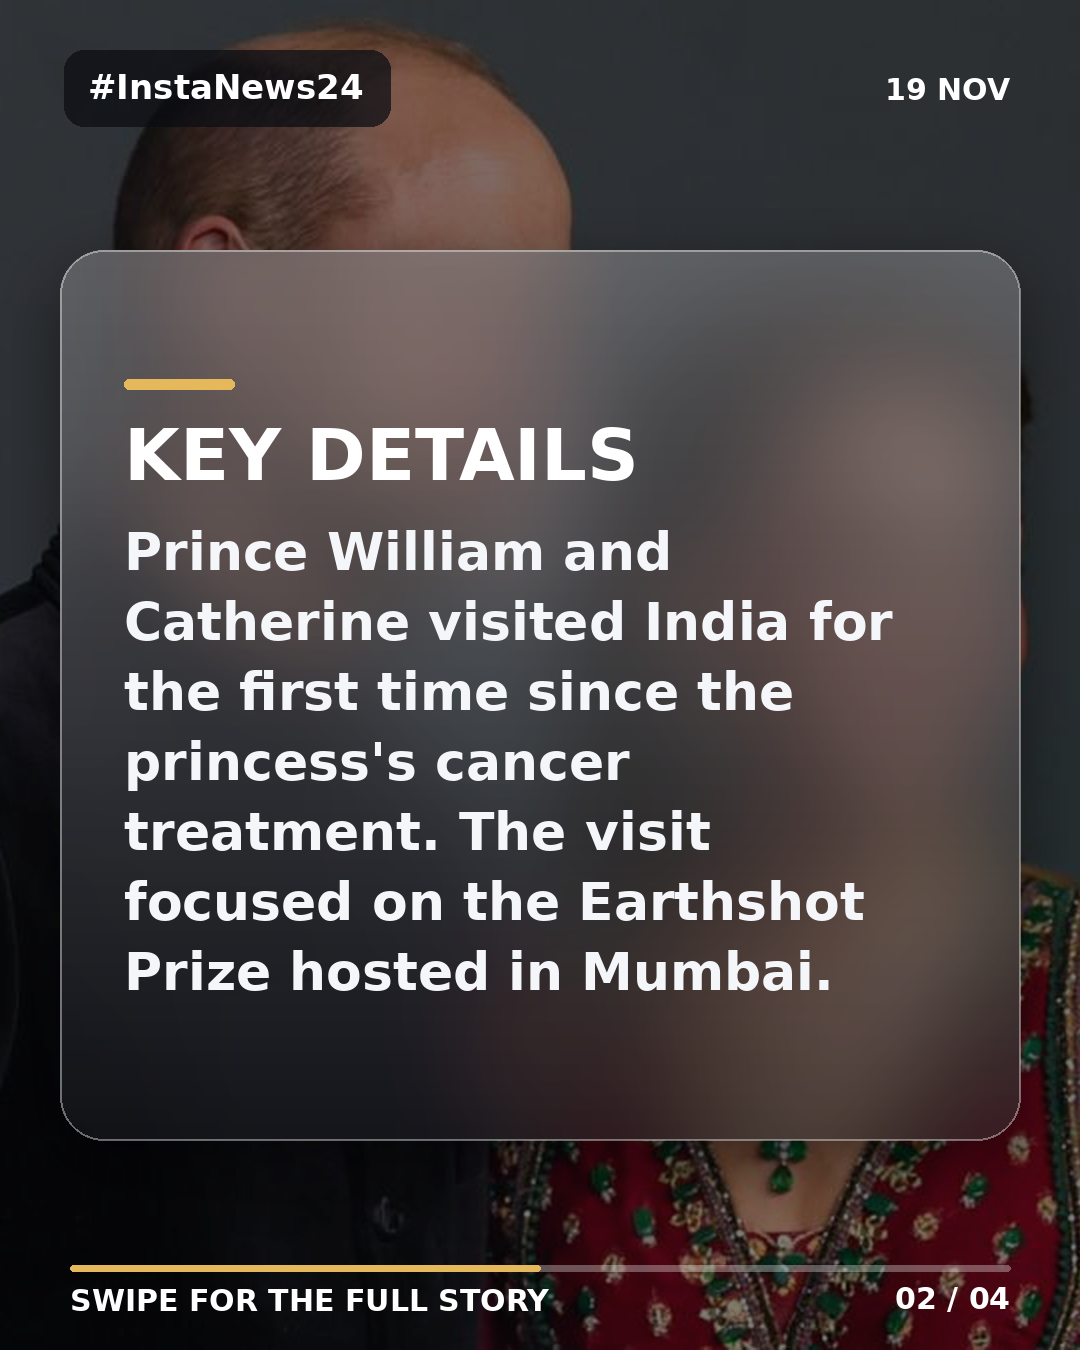 #InstaNews24
19 NOV
KEY DETAILS
Prince William and
Catherine visited India for
the first time since the
princess's cancer
treatment. The visit
focused on the Earthshot
Prize hosted in Mumbai.
SWIPE FOR THE FULL STORY
02 / 04